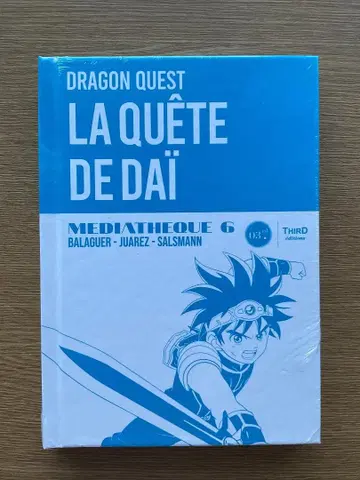 DRAGON QUEST
LA QUÊTE
DE DAÏ
MEDIATHEQUE 6
BALAGUER - JUAREZ - SALSMANN
03
THIRD
éditions